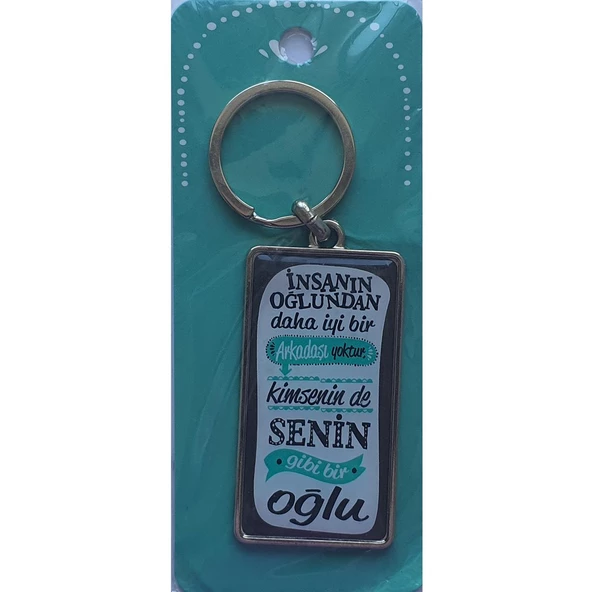 İNSANIN
OĞLUNDAN
daha iyi bir
Arkadaşı yoktur.
kimsenin de
SENİN
gibi bir
oğlu